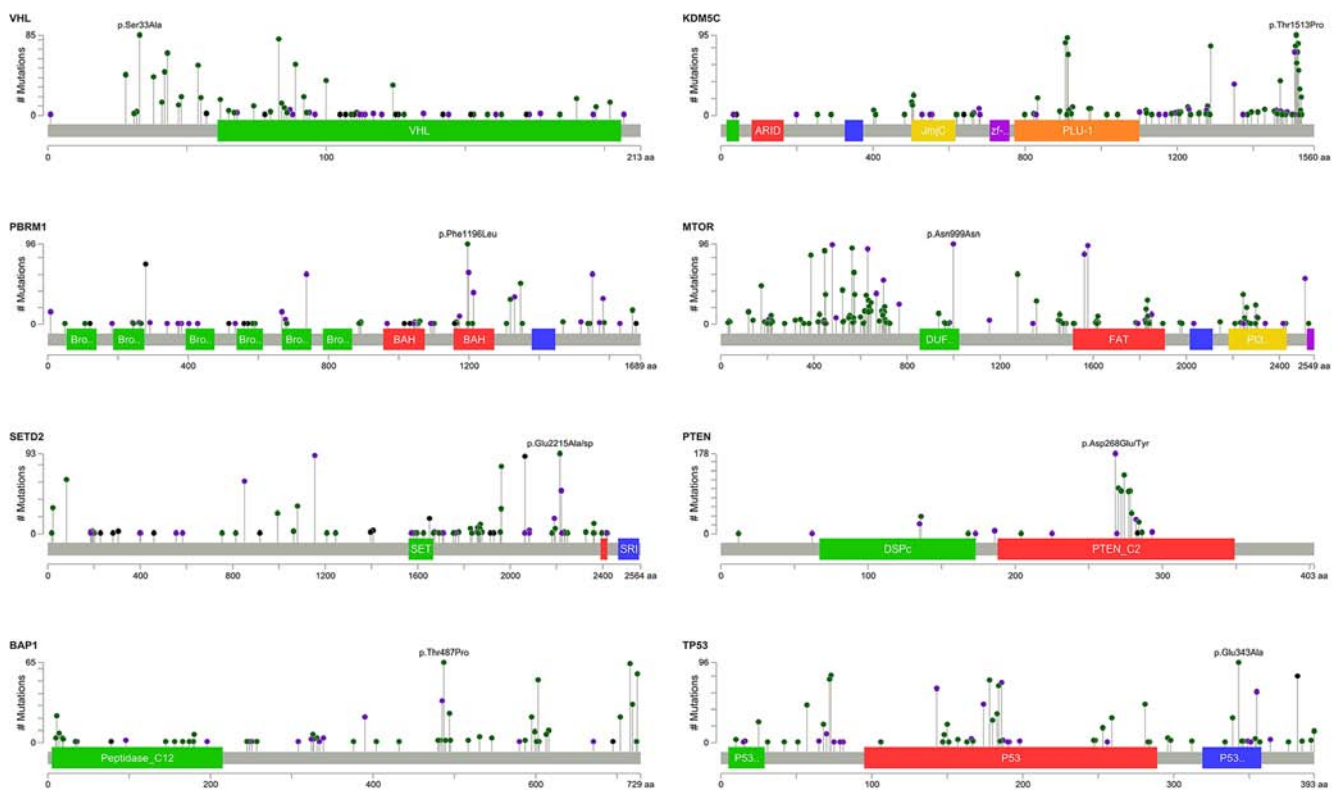 VHL
p.Ser33Ala
85
# Mutations
0
VHL
0 100 213 aa
KDM5C
p.Thr1513Pro
95
# Mutations
0
ARID JmjC zf-.. PLU-1
0 400 800 1200 1560 aa
PBRM1
p.Phe1196Leu
96
# Mutations
0
Bro.. Bro.. Bro.. Bro.. Bro.. Bro.. BAH BAH
0 400 800 1200 1689 aa
MTOR
p.Asn999Asn
96
# Mutations
0
DUF.. FAT PI3..
0 400 800 1200 1600 2000 2400 2549 aa
SETD2
p.Glu2215Ala/sp
93
# Mutations
0
SET SRI
0 400 800 1200 1600 2000 2400 2564 aa
PTEN
p.Asp268Glu/Tyr
178
# Mutations
0
DSPc PTEN_C2
0 100 200 300 403 aa
BAP1
p.Thr487Pro
65
# Mutations
0
Peptidase_C12
0 200 400 600 729 aa
TP53
p.Glu343Ala
96
# Mutations
0
P53.. P53 P53..
0 100 200 300 393 aa